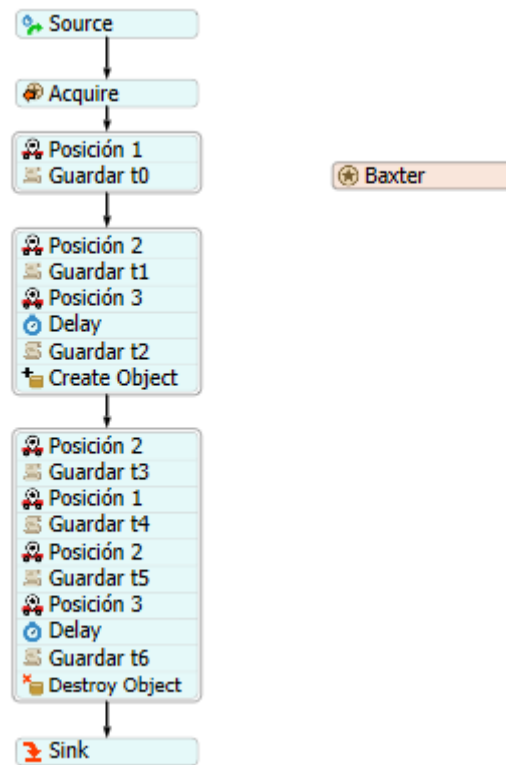 Source
Acquire
Posición 1
Guardar t0
Baxter
Posición 2
Guardar t1
Posición 3
Delay
Guardar t2
Create Object
Posición 2
Guardar t3
Posición 1
Guardar t4
Posición 2
Guardar t5
Posición 3
Delay
Guardar t6
Destroy Object
Sink